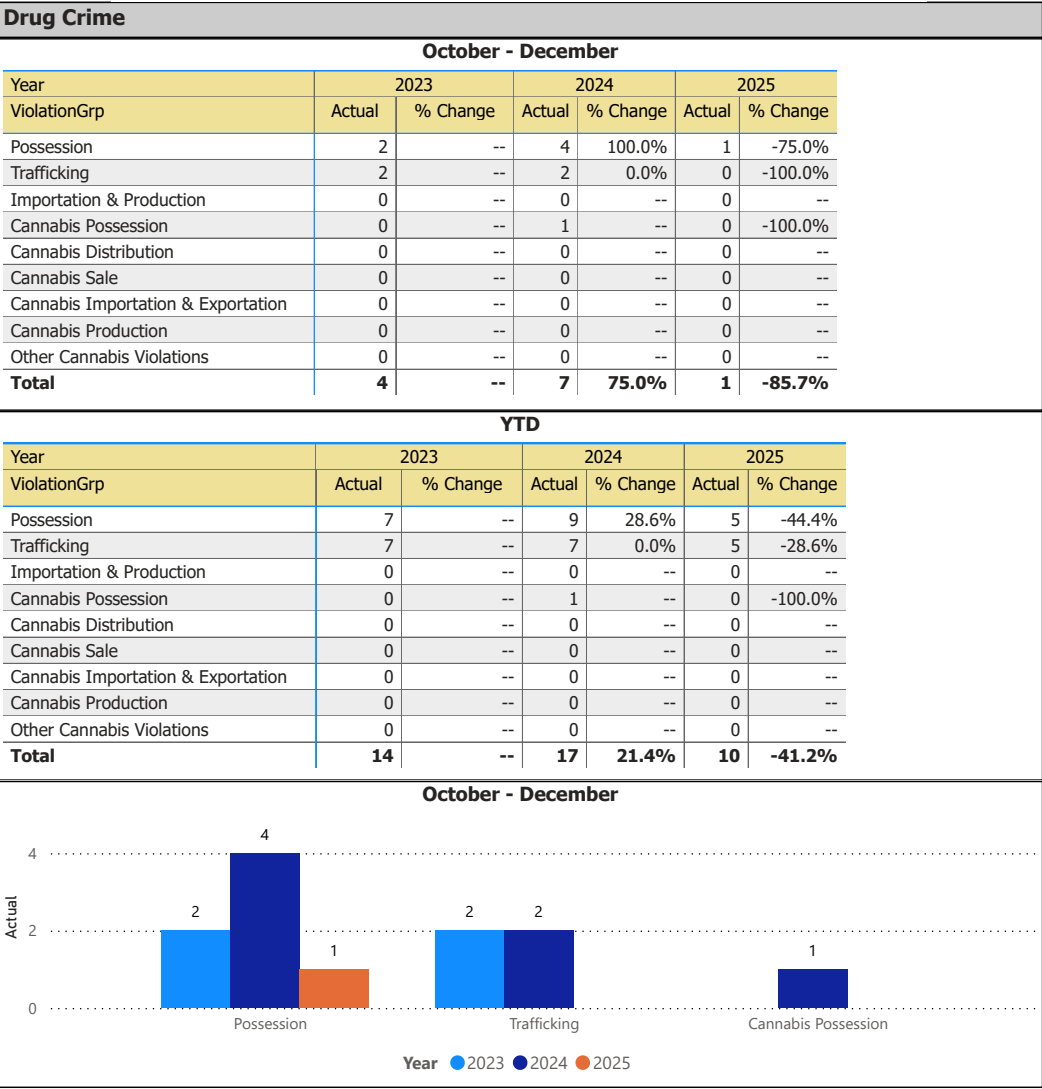 Drug Crime
October - December
Year 2023 2024 2025
ViolationGrp Actual % Change Actual % Change Actual % Change
Possession 2 -- 4 100.0% 1 -75.0%
Trafficking 2 -- 2 0.0% 0 -100.0%
Importation & Production 0 -- 0 -- 0 --
Cannabis Possession 0 -- 1 -- 0 -100.0%
Cannabis Distribution 0 -- 0 -- 0 --
Cannabis Sale 0 -- 0 -- 0 --
Cannabis Importation & Exportation 0 -- 0 -- 0 --
Cannabis Production 0 -- 0 -- 0 --
Other Cannabis Violations 0 -- 0 -- 0 --
Total 4 -- 7 75.0% 1 -85.7%
YTD
Year 2023 2024 2025
ViolationGrp Actual % Change Actual % Change Actual % Change
Possession 7 -- 9 28.6% 5 -44.4%
Trafficking 7 -- 7 0.0% 5 -28.6%
Importation & Production 0 -- 0 -- 0 --
Cannabis Possession 0 -- 1 -- 0 -100.0%
Cannabis Distribution 0 -- 0 -- 0 --
Cannabis Sale 0 -- 0 -- 0 --
Cannabis Importation & Exportation 0 -- 0 -- 0 --
Cannabis Production 0 -- 0 -- 0 --
Other Cannabis Violations 0 -- 0 -- 0 --
Total 14 -- 17 21.4% 10 -41.2%
October - December
Actual
4
2
0
2 4 1
2 2
1
Possession Trafficking Cannabis Possession
Year 2023 2024 2025